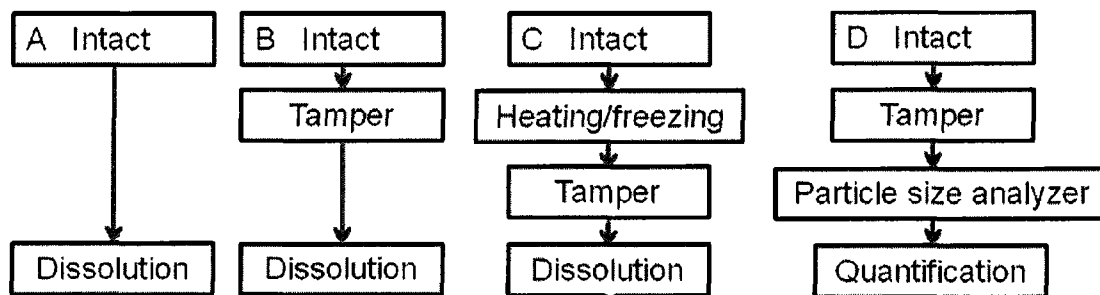 A Intact
B Intact
C Intact
D Intact
Tamper
Heating/freezing
Tamper
Tamper
Particle size analyzer
Dissolution
Dissolution
Dissolution
Quantification